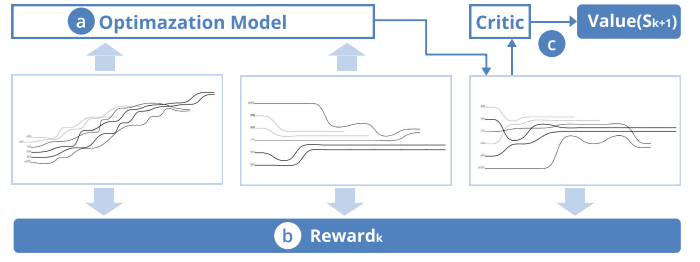 a Optimazation Model
Critic
Value(Sk+1)
c
b Rewardk